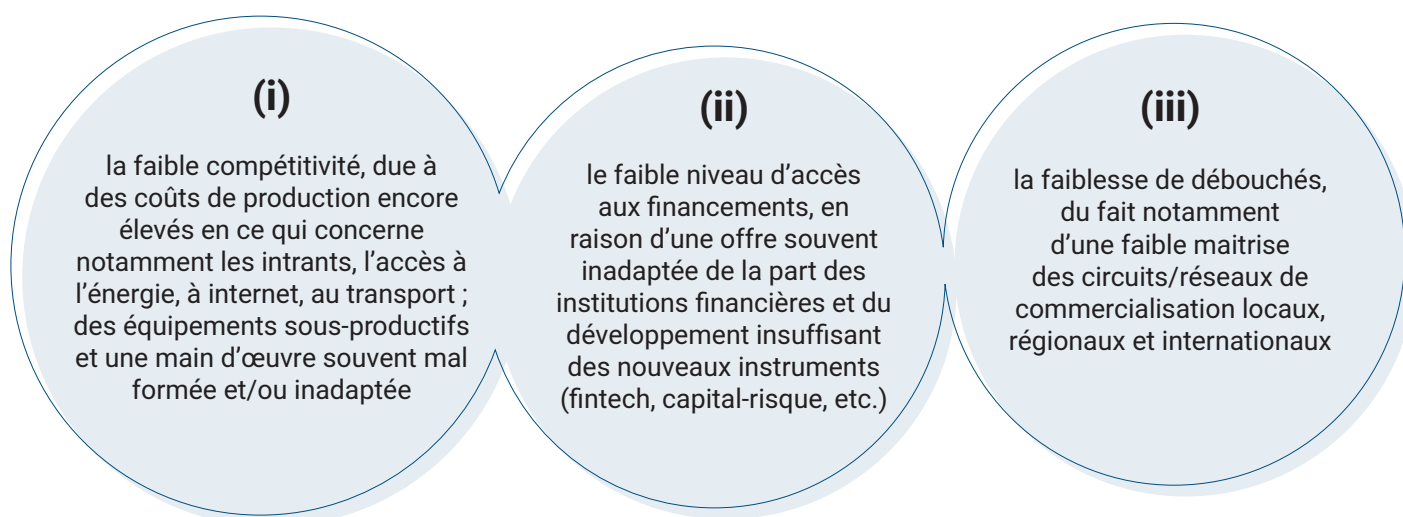 (i)
la faible compétitivité, due à
des coûts de production encore
élevés en ce qui concerne
notamment les intrants, l’accès à
l’énergie, à internet, au transport ;
des équipements sous-productifs
et une main d’œuvre souvent mal
formée et/ou inadaptée
(ii)
le faible niveau d’accès
aux financements, en
raison d’une offre souvent
inadaptée de la part des
institutions financières et du
développement insuffisant
des nouveaux instruments
(fintech, capital-risque, etc.)
(iii)
la faiblesse de débouchés,
du fait notamment
d’une faible maitrise
des circuits/réseaux de
commercialisation locaux,
régionaux et internationaux